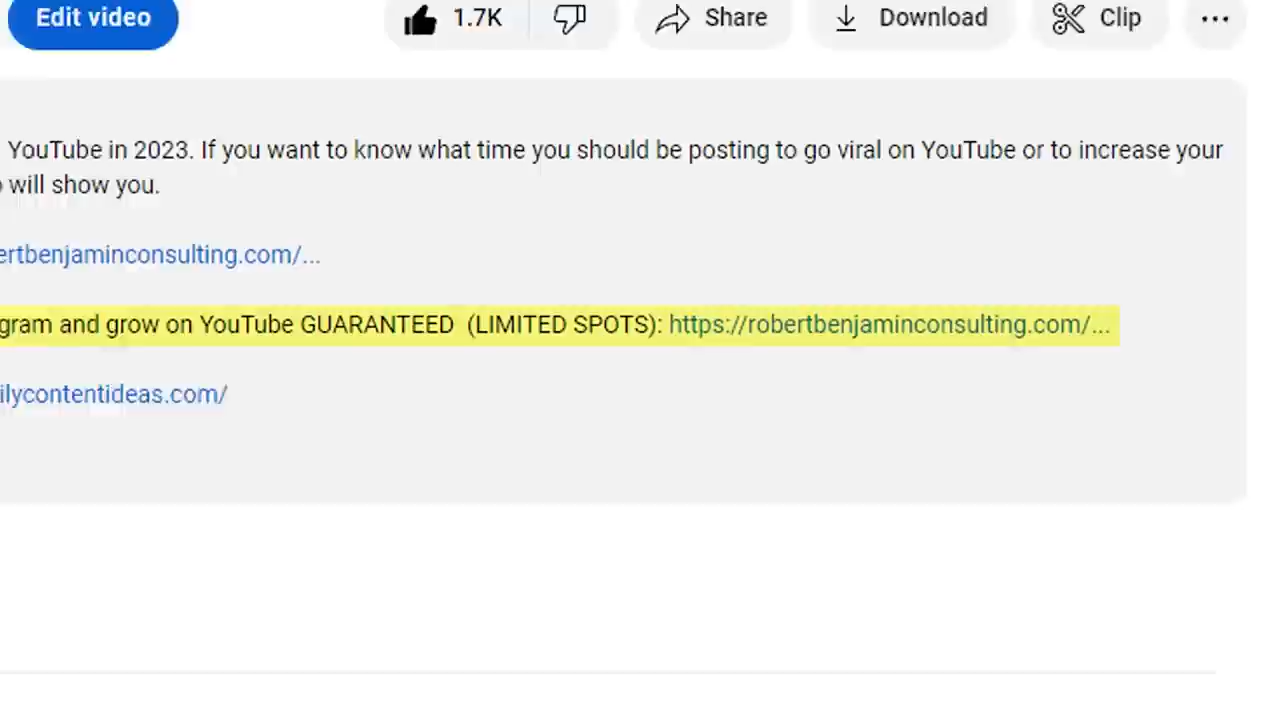 Edit video 1.7K Share Download Clip ...
YouTube in 2023. If you want to know what time you should be posting to go viral on YouTube or to increase your
will show you.
ertbenjaminconsulting.com/...
gram and grow on YouTube GUARANTEED (LIMITED SPOTS): https://robertbenjaminconsulting.com/...
ilycontentideas.com/